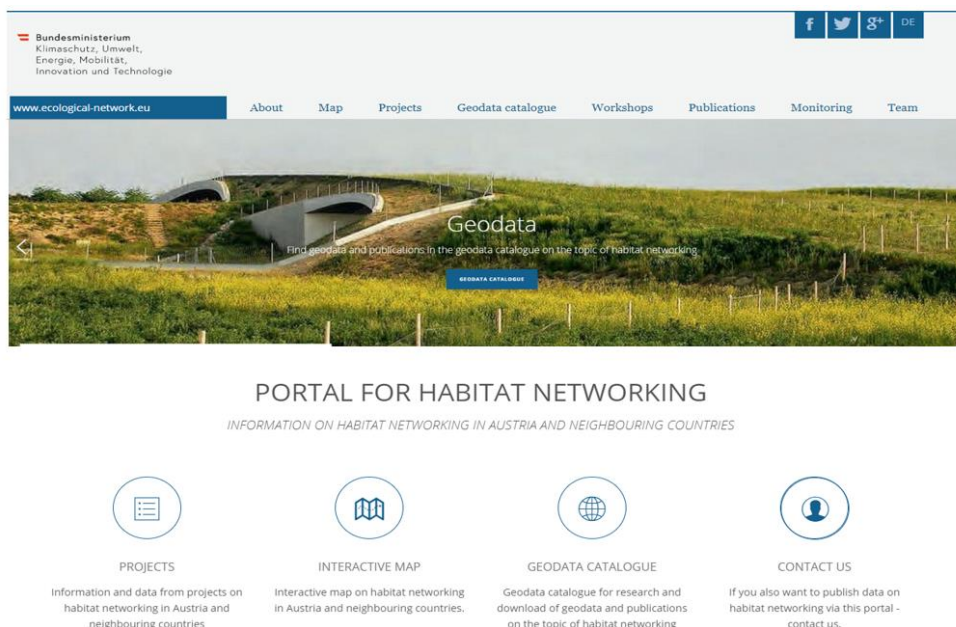 Bundesministerium
Klimaschutz, Umwelt,
Energie, Mobilität,
Innovation und Technologie
f g+ DE
www.ecological-network.eu About Map Projects Geodata catalogue Workshops Publications Monitoring Team
Geodata
Find geodata and publications in the geodata catalogue on the topic of habitat networking.
GEODATA CATALOGUE
PORTAL FOR HABITAT NETWORKING
INFORMATION ON HABITAT NETWORKING IN AUSTRIA AND NEIGHBOURING COUNTRIES
PROJECTS INTERACTIVE MAP GEODATA CATALOGUE CONTACT US
Information and data from projects on
habitat networking in Austria and
neighbouring countries
Interactive map on habitat networking
in Austria and neighbouring countries.
Geodata catalogue for research and
download of geodata and publications
on the topic of habitat networking
If you also want to publish data on
habitat networking via this portal -
contact us.